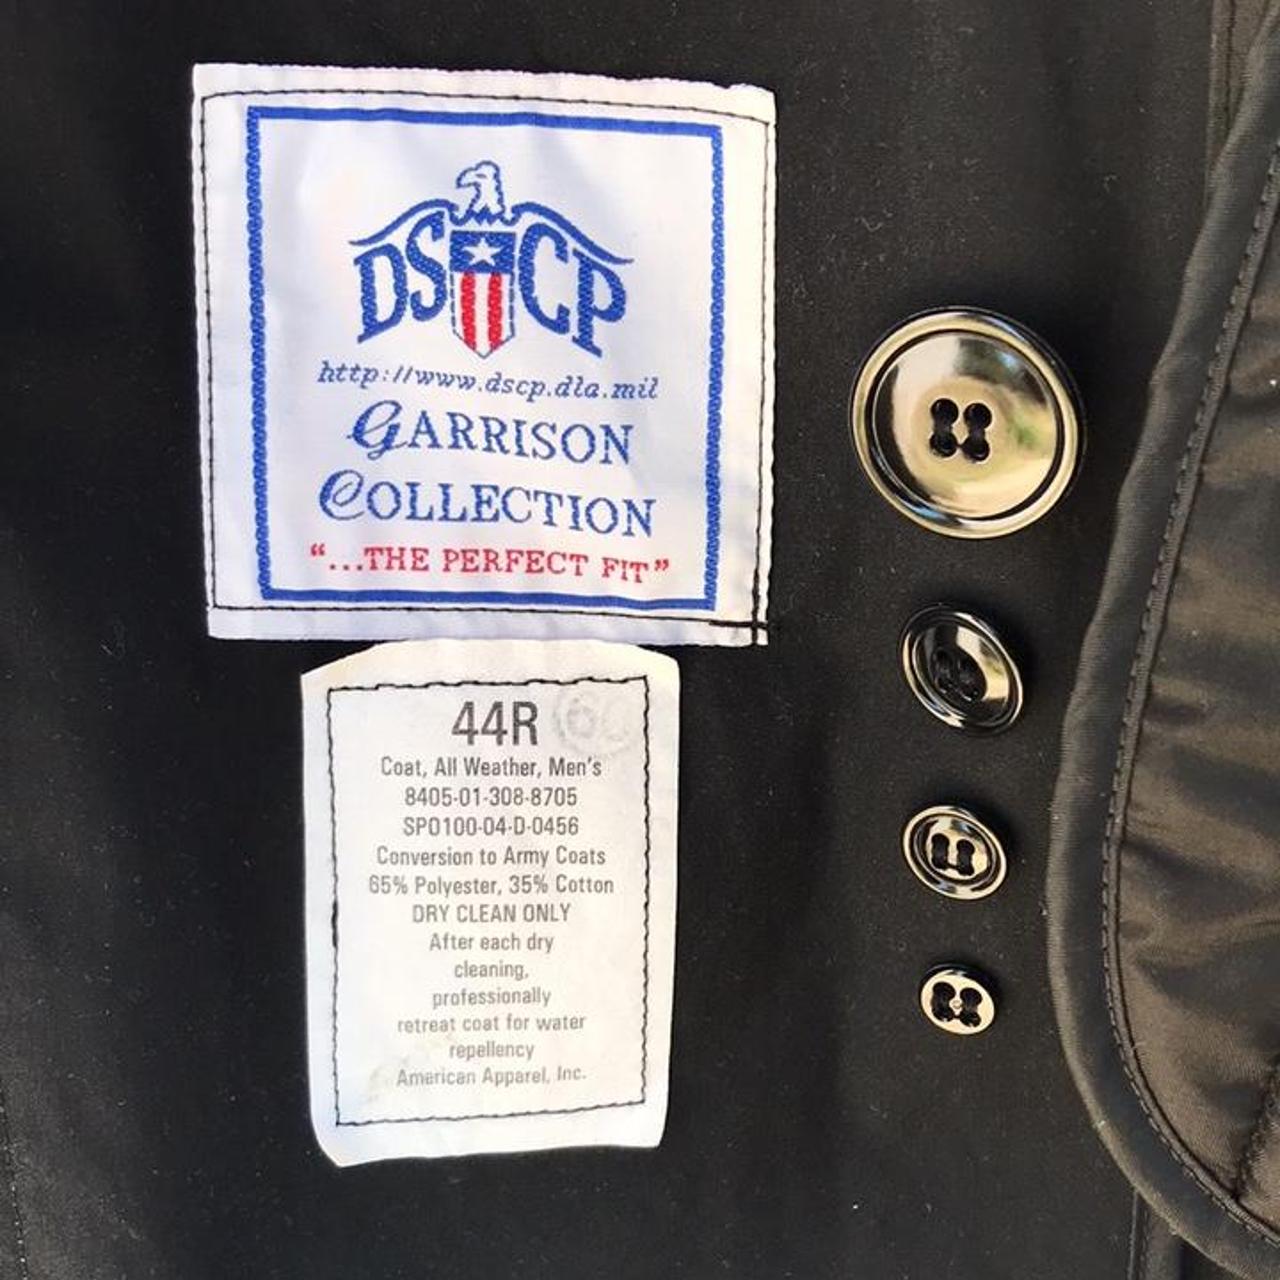 DSCP
http://www.dscp.dla.mil
GARRISON
COLLECTION
"...THE PERFECT FIT"
44R
Coat, All Weather, Men's
8405-01-308-8705
SPO100-04-D-0456
Conversion to Army Coats
65% Polyester, 35% Cotton
DRY CLEAN ONLY
After each dry
cleaning,
professionally
retreat coat for water
repellency
American Apparel, Inc.